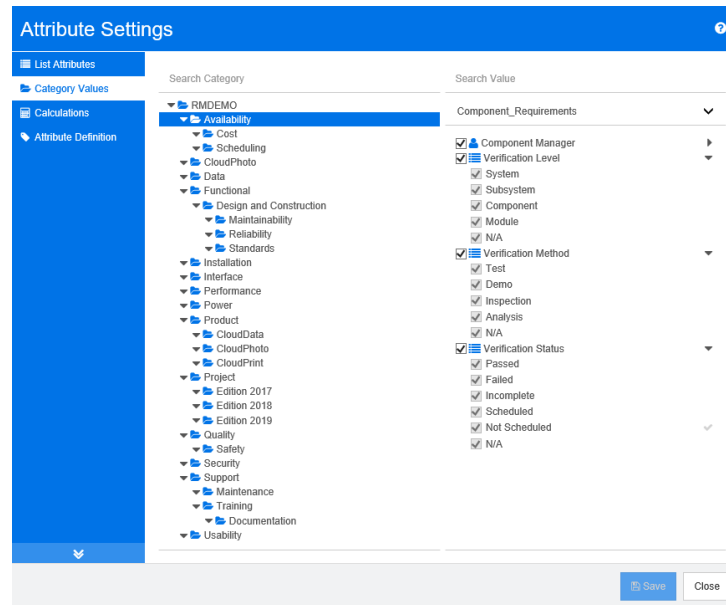 Attribute Settings
List Attributes
Category Values
Calculations
Attribute Definition
Search Category
RMDEMO
Availability
Cost
Scheduling
CloudPhoto
Data
Functional
Design and Construction
Maintainability
Reliability
Standards
Installation
Interface
Performance
Power
Product
CloudData
CloudPhoto
CloudPrint
Project
Edition 2017
Edition 2018
Edition 2019
Quality
Safety
Security
Support
Maintenance
Training
Documentation
Usability
Search Value
Component_Requirements
Component Manager
Verification Level
System
Subsystem
Component
Module
N/A
Verification Method
Test
Demo
Inspection
Analysis
N/A
Verification Status
Passed
Failed
Incomplete
Scheduled
Not Scheduled
N/A
Save
Close